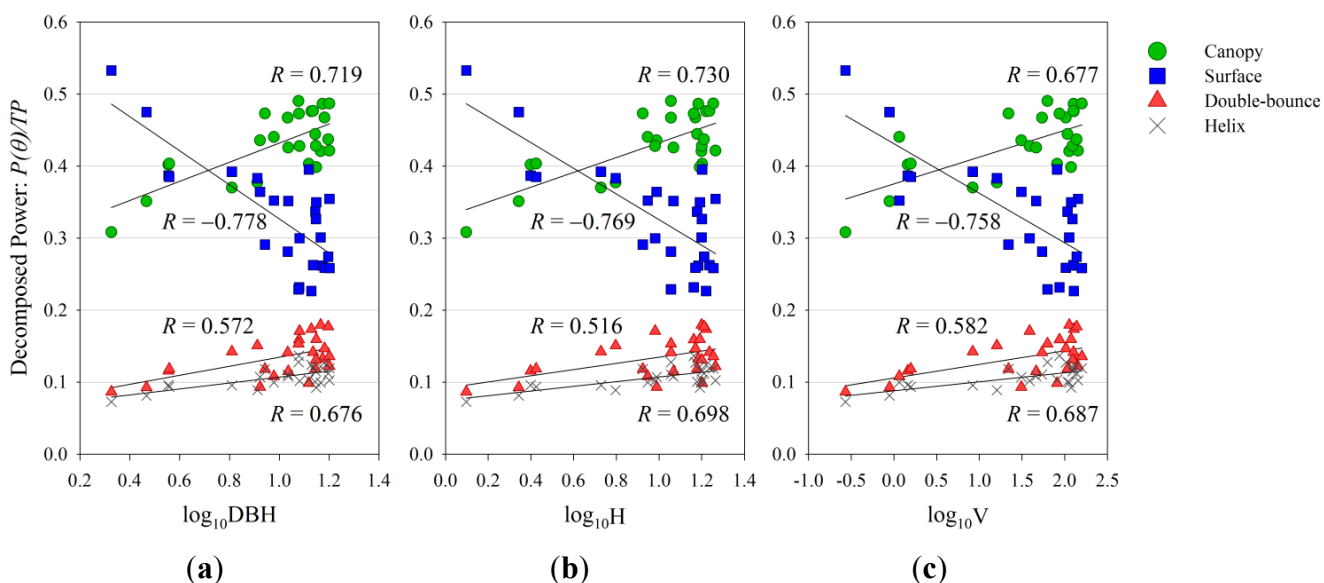 Decomposed Power: P(θ)/TP
0.6
0.5
0.4
0.3
0.2
0.1
0.0
R = 0.719
R = –0.778
R = 0.572
R = 0.676
0.2 0.4 0.6 0.8 1.0 1.2 1.4
log₁₀DBH
(a)
0.6
0.5
0.4
0.3
0.2
0.1
0.0
R = 0.730
R = –0.769
R = 0.516
R = 0.698
0.0 0.2 0.4 0.6 0.8 1.0 1.2 1.4
log₁₀H
(b)
0.6
0.5
0.4
0.3
0.2
0.1
0.0
R = 0.677
R = –0.758
R = 0.582
R = 0.687
-1.0 -0.5 0.0 0.5 1.0 1.5 2.0 2.5
log₁₀V
(c)
Canopy
Surface
Double-bounce
Helix